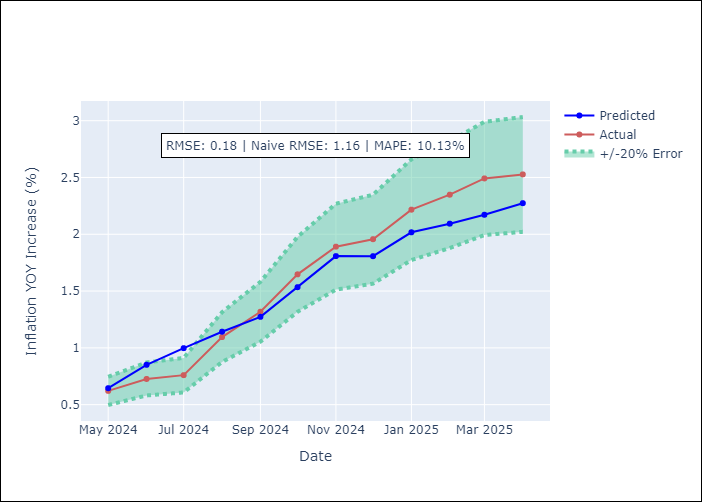 RMSE: 0.18 | Naive RMSE: 1.16 | MAPE: 10.13%
Predicted
Actual
+/-20% Error
Inflation YOY Increase (%)
3
2.5
2
1.5
1
0.5
May 2024 Jul 2024 Sep 2024 Nov 2024 Jan 2025 Mar 2025
Date